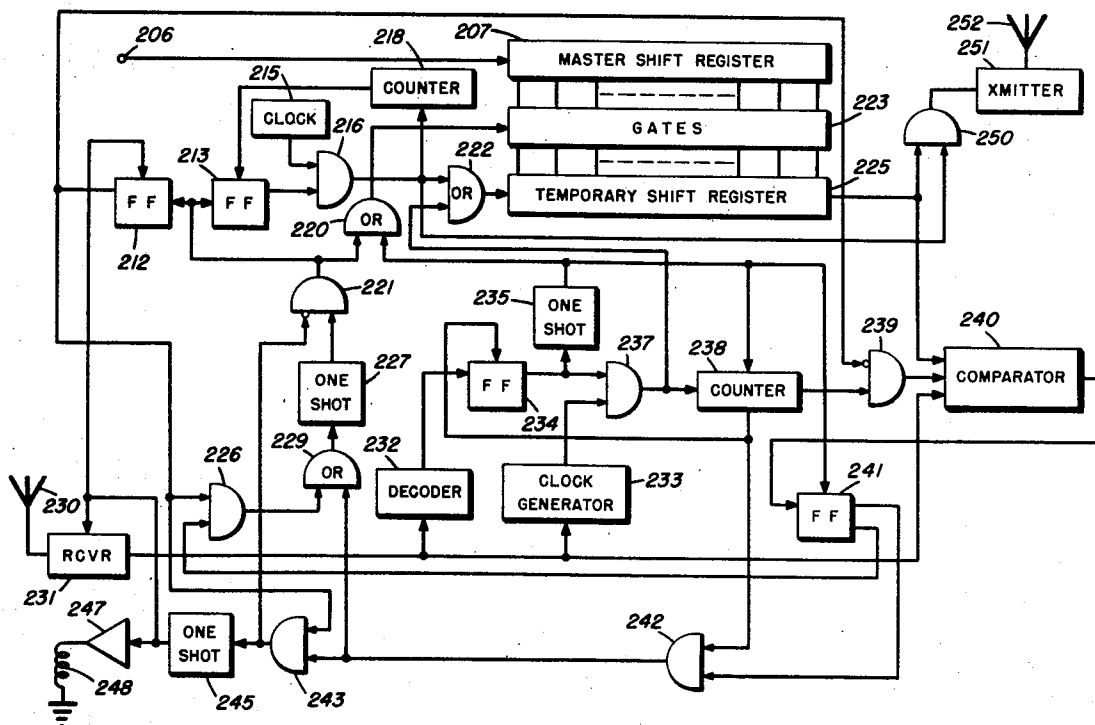 206
207
MASTER SHIFT REGISTER
218
COUNTER
215
CLOCK
216
GATES
223
222
OR
TEMPORARY SHIFT REGISTER
225
252
251
XMITTER
250
213
FF
FF
212
220
OR
221
235
ONE
SHOT
237
238
COUNTER
239
240
COMPARATOR
227
ONE
SHOT
FF
234
226
229
OR
232
DECODER
CLOCK
GENERATOR
233
241
FF
230
RCVR
231
247
248
ONE
SHOT
245
243
242